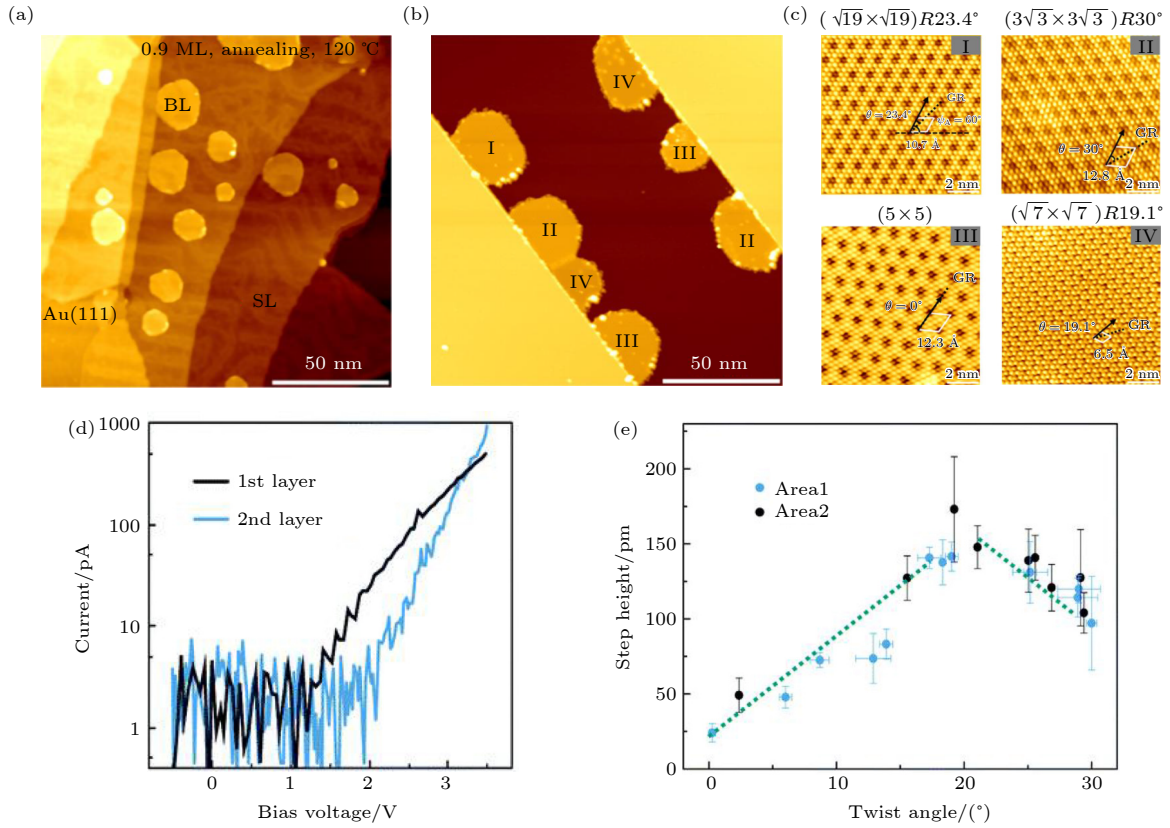 (a)
0.9 ML, annealing, 120 ℃
BL
SL
Au(111)
50 nm
(b)
IV
I
III
II
II
IV
III
50 nm
(c)
(√19×√19)R23.4°
I
GR
θ=23.4°
φA=60°
10.7 Å
2 nm
(3√3×3√3)R30°
II
GR
θ=30°
12.8 Å
2 nm
(5×5)
III
GR
θ=0°
12.3 Å
2 nm
(√7×√7)R19.1°
IV
GR
θ=19.1°
6.5 Å
2 nm
(d)
1000
100
10
1
Current/pA
1st layer
2nd layer
0 1 2 3
Bias voltage/V
(e)
200
150
100
50
0
Step height/pm
Area1
Area2
0 10 20 30
Twist angle/(°)